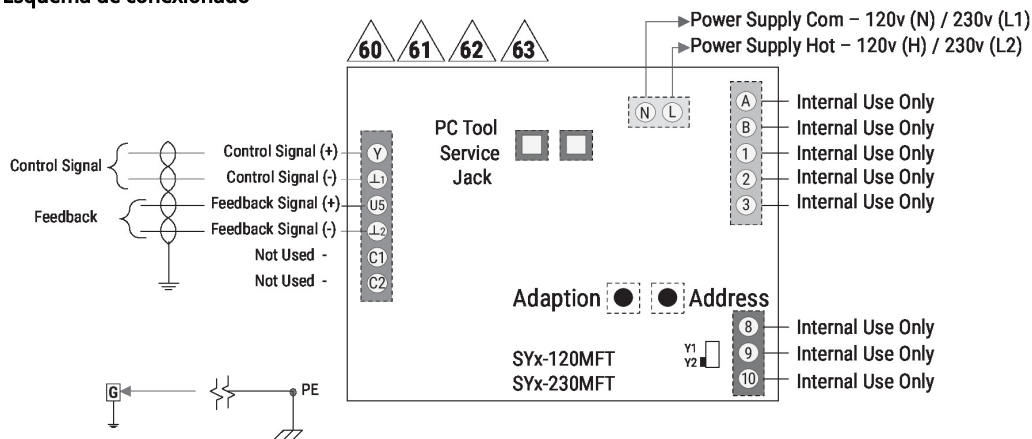 Esquema de conexionado
Power Supply Com – 120v (N) / 230v (L1)
Power Supply Hot – 120v (H) / 230v (L2)
60 61 62 63
N L
PC Tool
Service
Jack
A Internal Use Only
B Internal Use Only
1 Internal Use Only
2 Internal Use Only
3 Internal Use Only
Control Signal
Control Signal (+) Y
Control Signal (-) ⊥1
Feedback
Feedback Signal (+) U5
Feedback Signal (-) ⊥2
Not Used - C1
Not Used - C2
Adaption Address
8 Internal Use Only
9 Internal Use Only
10 Internal Use Only
Y1
Y2
SYx-120MFT
SYx-230MFT
G PE